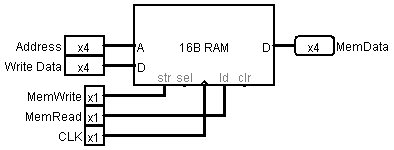 Address x4 A 16B RAM D x4 MemData
Write Data x4 D
str sel ld clr
MemWrite x1
MemRead x1
CLK x1